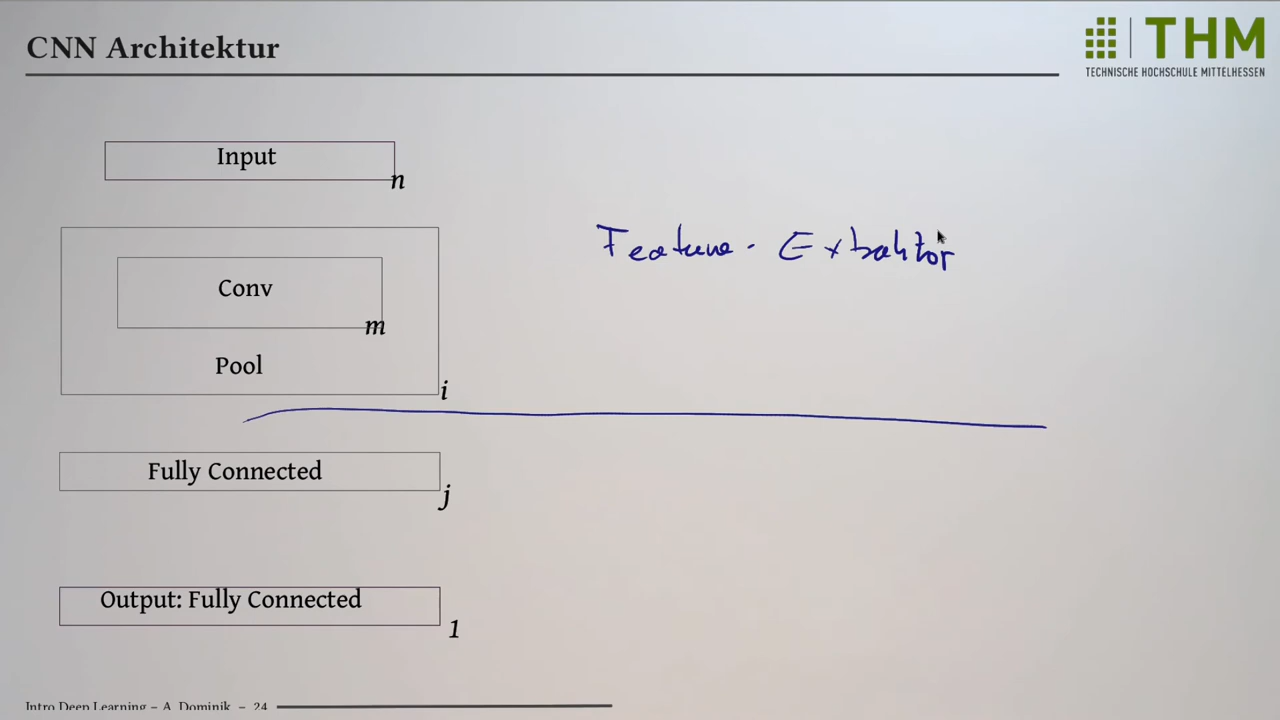 CNN Architektur
THM
TECHNISCHE HOCHSCHULE MITTELHESSEN
Input
n
Feature - Extraktor
Conv
m
Pool
i
Fully Connected
j
Output: Fully Connected
1
Intro Deep Learning – A. Dominik – 24